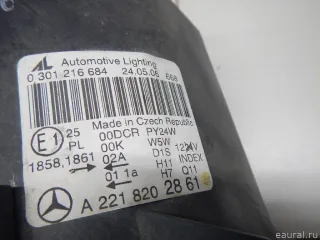 AL Automotive Lighting
0 301 216 684 24.05.06 668
Made in Czech Republic
E1 25 00DCR PY24W
PL 00K W5W 12V
1858.1861 02A D1S INDEX
01 1a H11 Q11
H7
A 221 820 28 61
eaural.ru